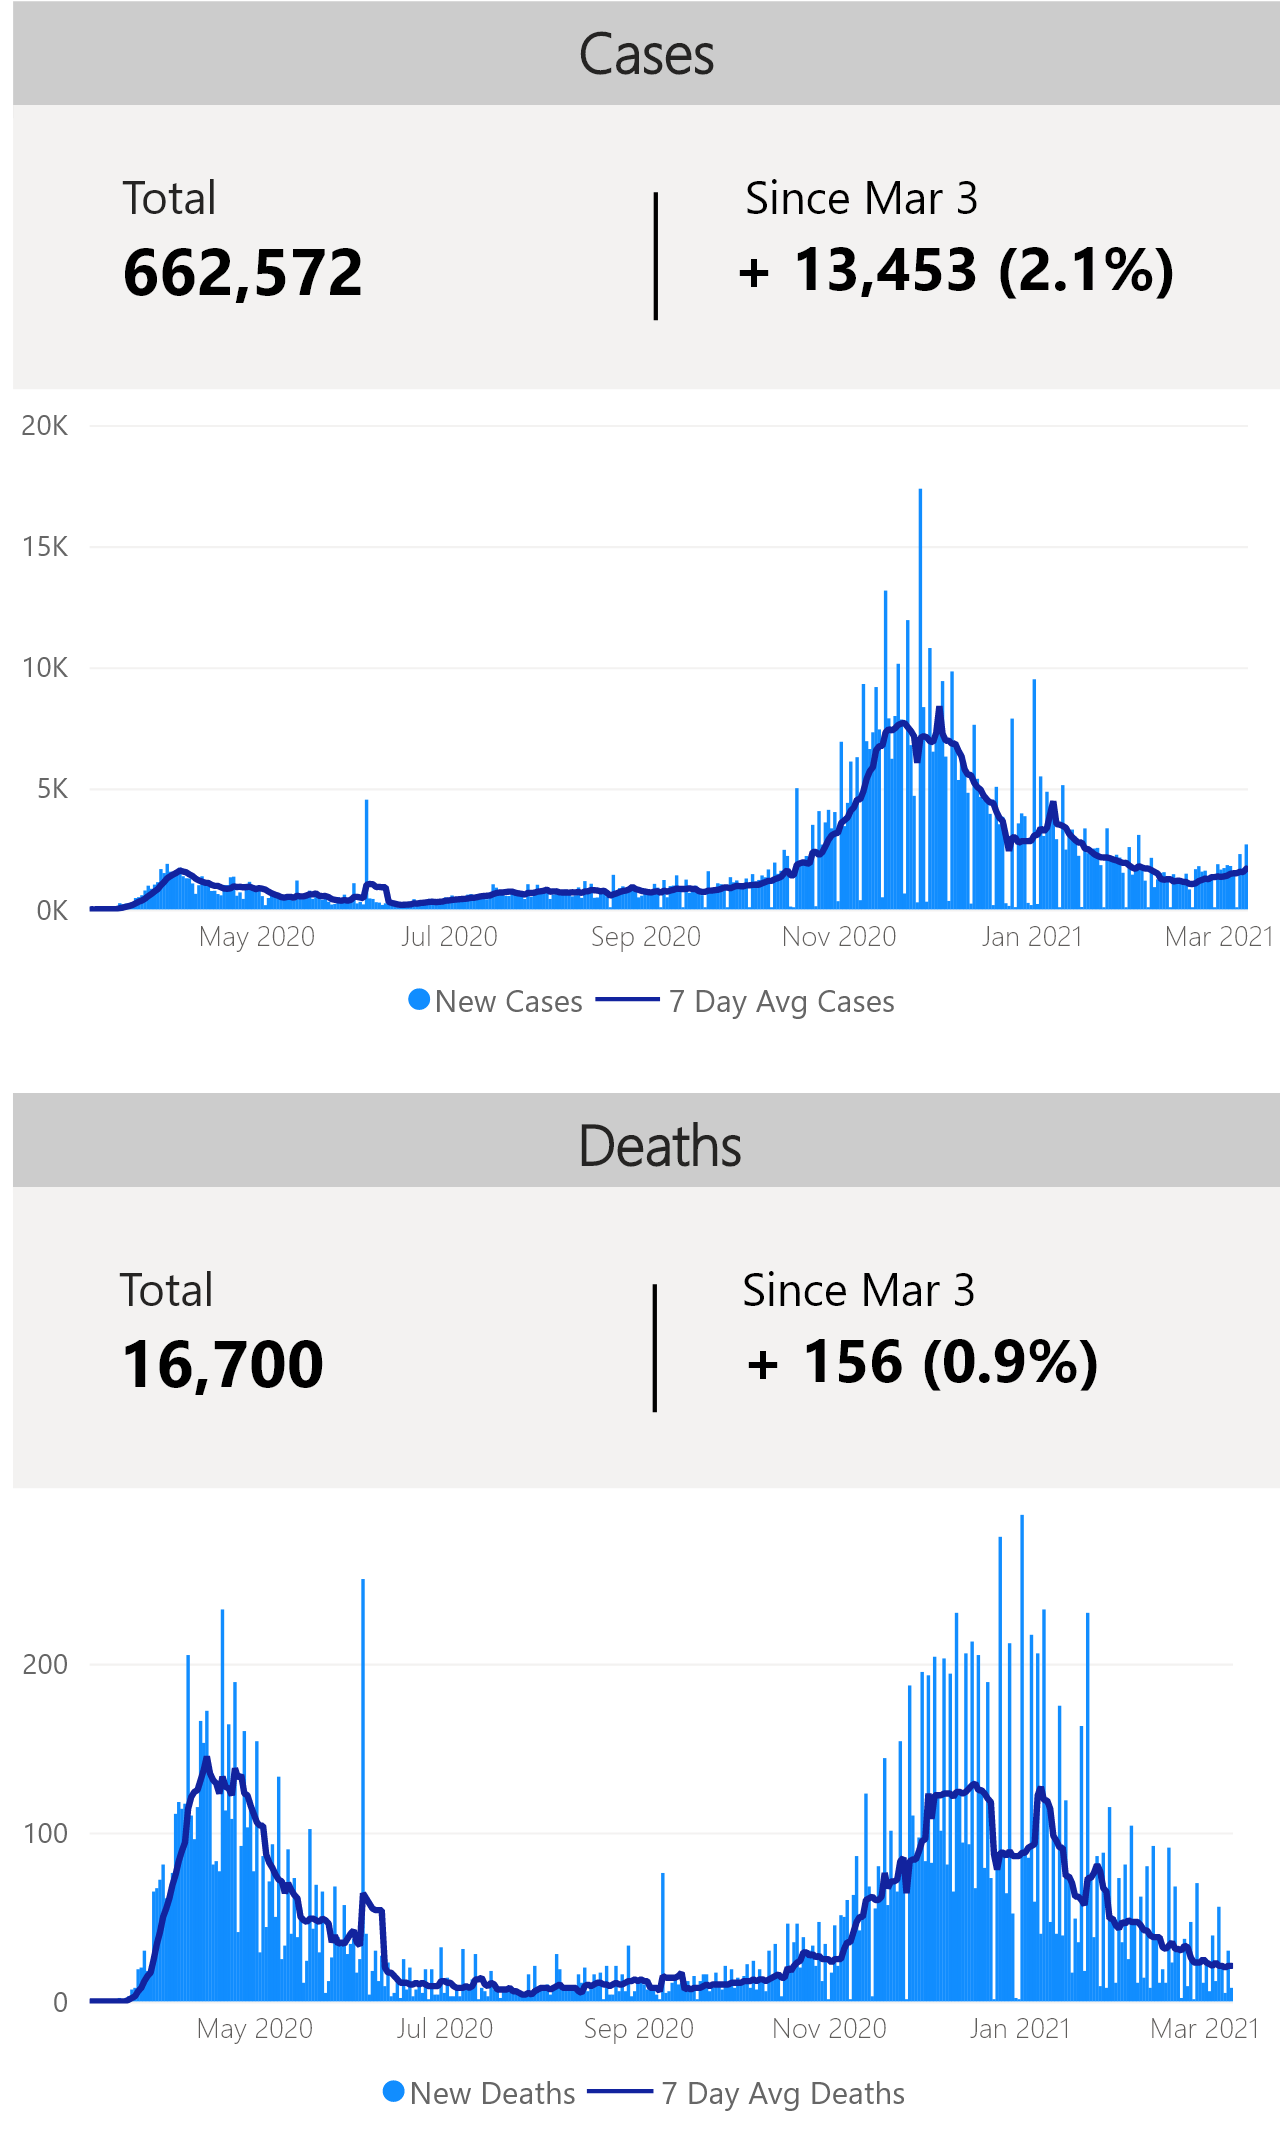 Cases
Total
Since Mar 3
662,572
+ 13,453 (2.1%)
20K
15K
10K
5K
0K
May 2020
Jul 2020
Sep 2020
Nov 2020
Jan 2021
Mar 2021
New Cases
7 Day Avg Cases
Deaths
Total
Since Mar 3
16,700
+ 156 (0.9%)
200
100
0
May 2020
Jul 2020
Sep 2020
Nov 2020
Jan 2021
Mar 2021
New Deaths
7 Day Avg Deaths